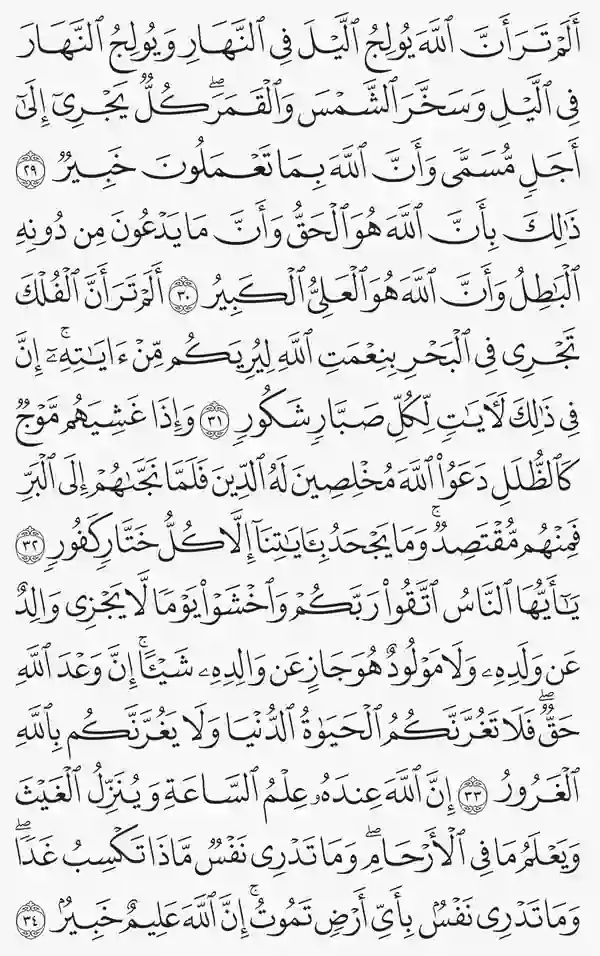 أَلَمْ تَرَ أَنَّ ٱللَّهَ يُولِجُ ٱلَّيْلَ فِى ٱلنَّهَارِ وَيُولِجُ ٱلنَّهَارَ
فِى ٱلَّيْلِ وَسَخَّرَ ٱلشَّمْسَ وَٱلْقَمَرَۖ كُلٌّ يَجْرِىٓ إِلَىٰٓ
أَجَلٍ مُّسَمًّى وَأَنَّ ٱللَّهَ بِمَا تَعْمَلُونَ خَبِيرٌ ٢٩
ذَٰلِكَ بِأَنَّ ٱللَّهَ هُوَ ٱلْحَقُّ وَأَنَّ مَا يَدْعُونَ مِن دُونِهِ
ٱلْبَٰطِلُ وَأَنَّ ٱللَّهَ هُوَ ٱلْعَلِىُّ ٱلْكَبِيرُ ٣٠ أَلَمْ تَرَ أَنَّ ٱلْفُلْكَ
تَجْرِى فِى ٱلْبَحْرِ بِنِعْمَتِ ٱللَّهِ لِيُرِيَكُم مِّنْ ءَايَٰتِهِۦٓۚ إِنَّ
فِى ذَٰلِكَ لَءَايَٰتٍ لِّكُلِّ صَبَّارٍ شَكُورٍ ٣١ وَإِذَا غَشِيَهُم مَّوْجٌ
كَٱلظُّلَلِ دَعَوُا۟ ٱللَّهَ مُخْلِصِينَ لَهُ ٱلدِّينَ فَلَمَّا نَجَّىٰهُمْ إِلَى ٱلْبَرِّ
فَمِنْهُم مُّقْتَصِدٌۚ وَمَا يَجْحَدُ بِـَٔايَٰتِنَآ إِلَّا كُلُّ خَتَّارٍ كَفُورٍ ٣٢
يَٰٓأَيُّهَا ٱلنَّاسُ ٱتَّقُوا۟ رَبَّكُمْ وَٱخْشَوْا۟ يَوْمًا لَّا يَجْزِى وَالِدٌ
عَن وَلَدِهِۦ وَلَا مَوْلُودٌ هُوَ جَازٍ عَن وَالِدِهِۦ شَيْـًٔاۚ إِنَّ وَعْدَ ٱللَّهِ
حَقٌّۖ فَلَا تَغُرَّنَّكُمُ ٱلْحَيَوٰةُ ٱلدُّنْيَا وَلَا يَغُرَّنَّكُم بِٱللَّهِ
ٱلْغَرُورُ ٣٣ إِنَّ ٱللَّهَ عِندَهُۥ عِلْمُ ٱلسَّاعَةِ وَيُنَزِّلُ ٱلْغَيْثَ
وَيَعْلَمُ مَا فِى ٱلْأَرْحَامِۖ وَمَا تَدْرِى نَفْسٌ مَّاذَا تَكْسِبُ غَدًاۖ
وَمَا تَدْرِى نَفْسٌۢ بِأَىِّ أَرْضٍ تَمُوتُۚ إِنَّ ٱللَّهَ عَلِيمٌ خَبِيرٌۢ ٣٤